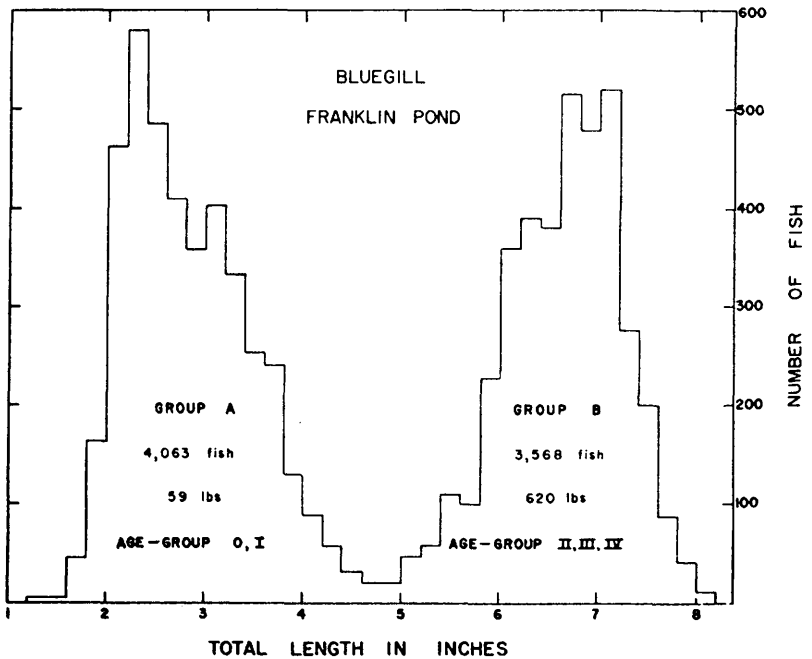 BLUEGILL
FRANKLIN POND
GROUP A
4,063 fish
59 lbs
AGE-GROUP O, I
GROUP B
3,568 fish
620 lbs
AGE-GROUP II, III, IV
600
500
400
300
200
100
NUMBER OF FISH
1 2 3 4 5 6 7 8
TOTAL LENGTH IN INCHES